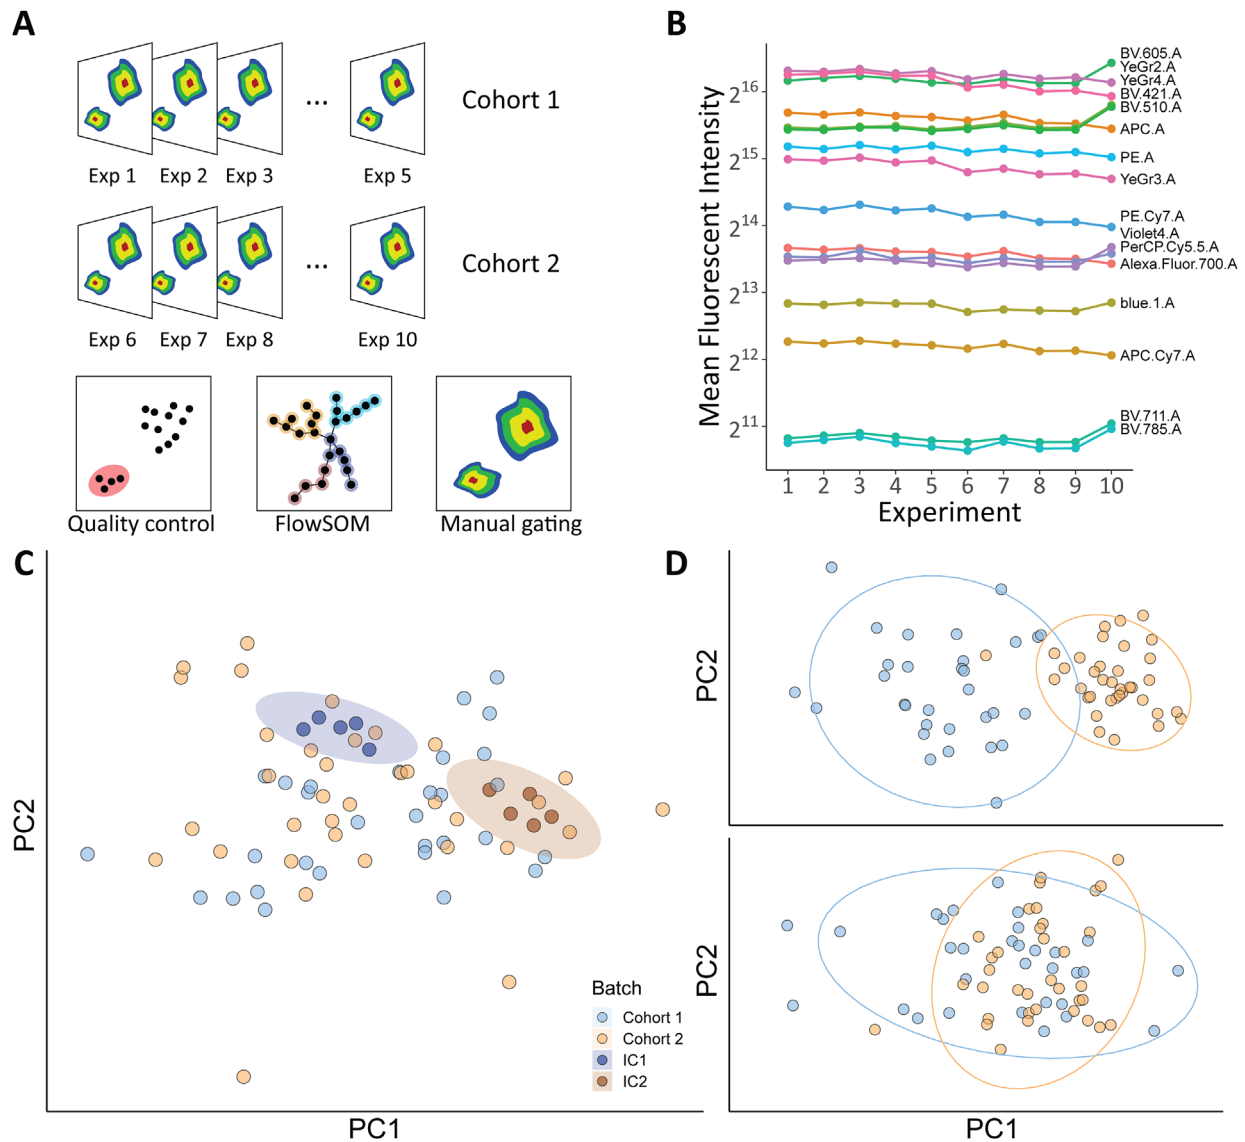 A
Cohort 1
...
Exp 1
Exp 2
Exp 3
Exp 5
Cohort 2
...
Exp 6
Exp 7
Exp 8
Exp 10
Quality control
FlowSOM
Manual gating
B
Mean Fluorescent Intensity
2^16
2^15
2^14
2^13
2^12
2^11
BV.605.A
YeGr2.A
YeGr4.A
BV.421.A
BV.510.A
APC.A
PE.A
YeGr3.A
PE.Cy7.A
Violet4.A
PerCP.Cy5.5.A
Alexa.Fluor.700.A
blue.1.A
APC.Cy7.A
BV.711.A
BV.785.A
1 2 3 4 5 6 7 8 9 10
Experiment
C
PC2
Batch
Cohort 1
Cohort 2
IC1
IC2
PC1
D
PC2
PC2
PC1